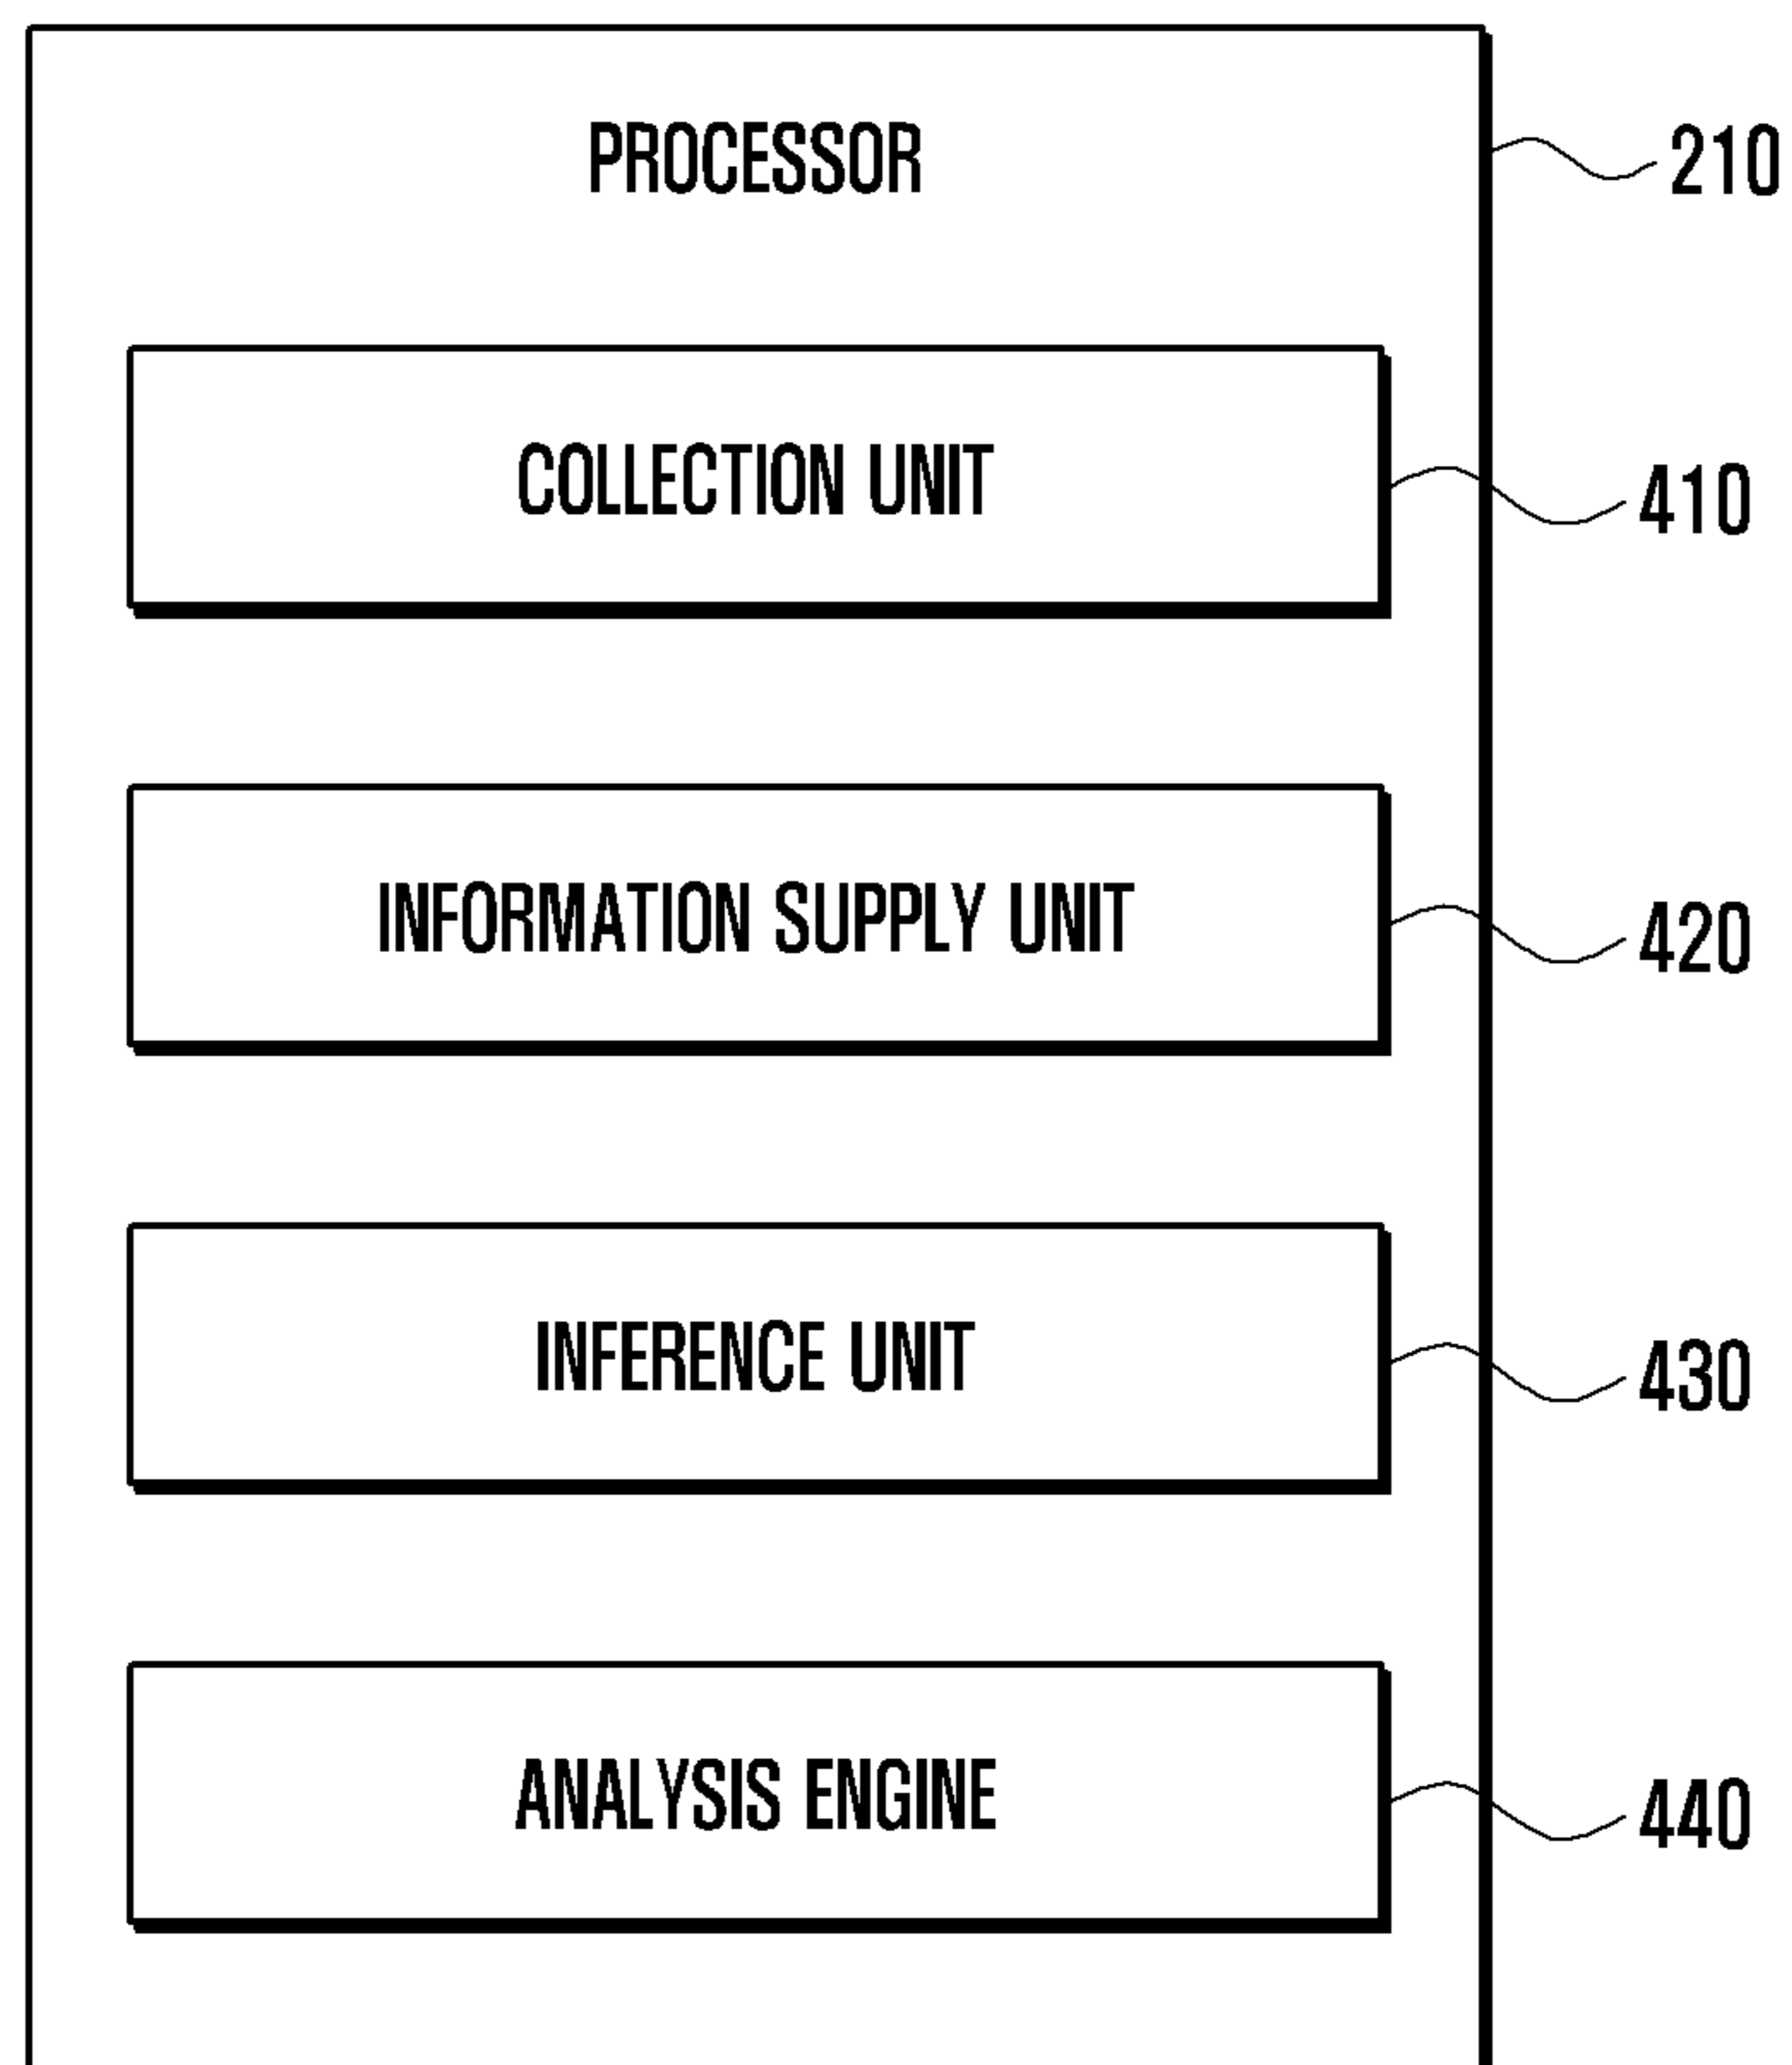 PROCESSOR
210
COLLECTION UNIT
410
INFORMATION SUPPLY UNIT
420
INFERENCE UNIT
430
ANALYSIS ENGINE
440